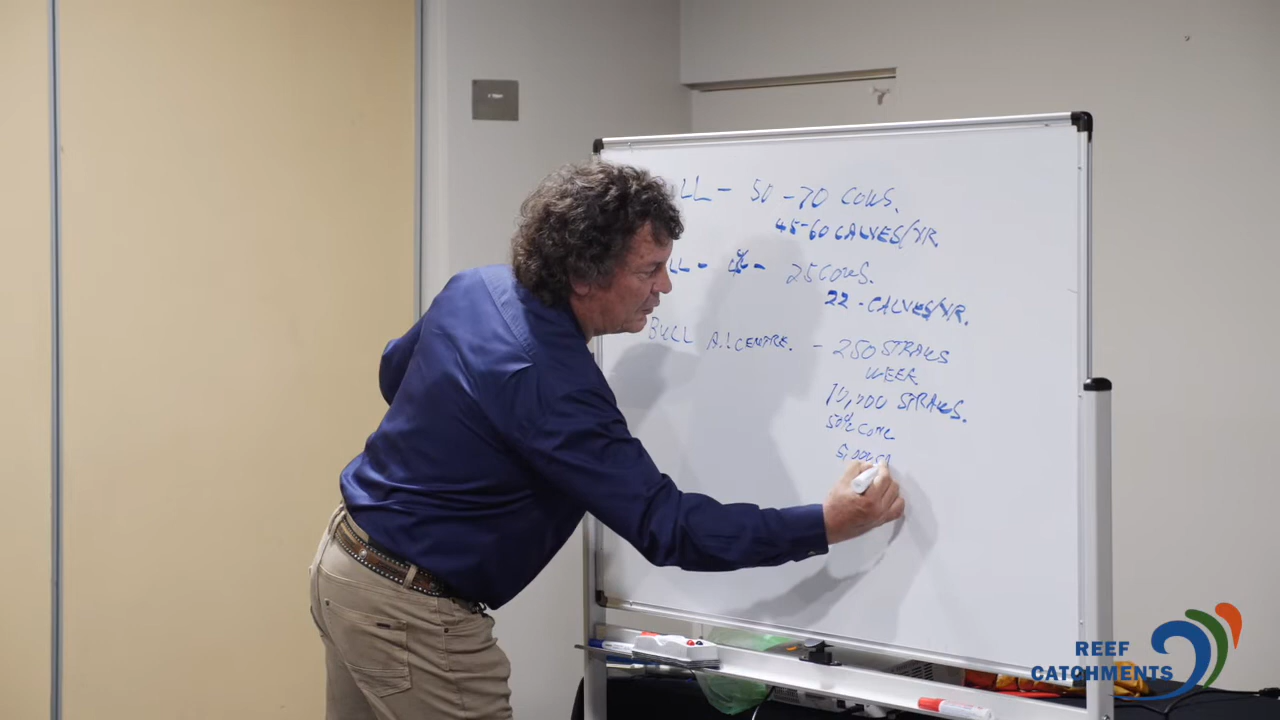 LL - 50 - 70 COWS.
45-60 CALVES/YR.
LL - - 25 COWS.
22 - CALVES/YR.
BULL A.I CENTRE. - 250 STRAWS
WEEK
10,000 STRAWS.
50%
REEF
CATCHMENTS